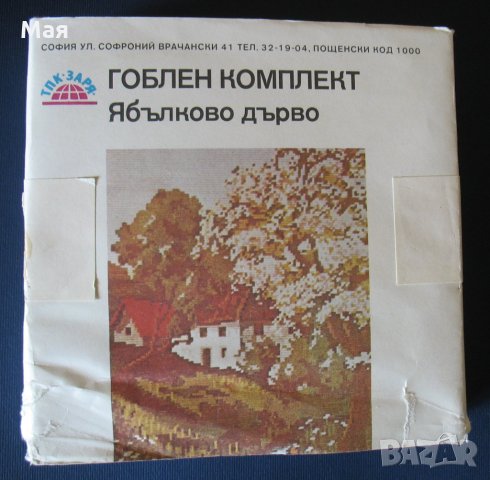 Мая
СОФИЯ УЛ. СОФРОНИЙ ВРАЧАНСКИ 41 ТЕЛ. 32-19-04, ПОЩЕНСКИ КОД 1000
ТПК·ЗАРЯ·
ГОБЛЕН КОМПЛЕКТ
Ябълково дърво
BAZAR